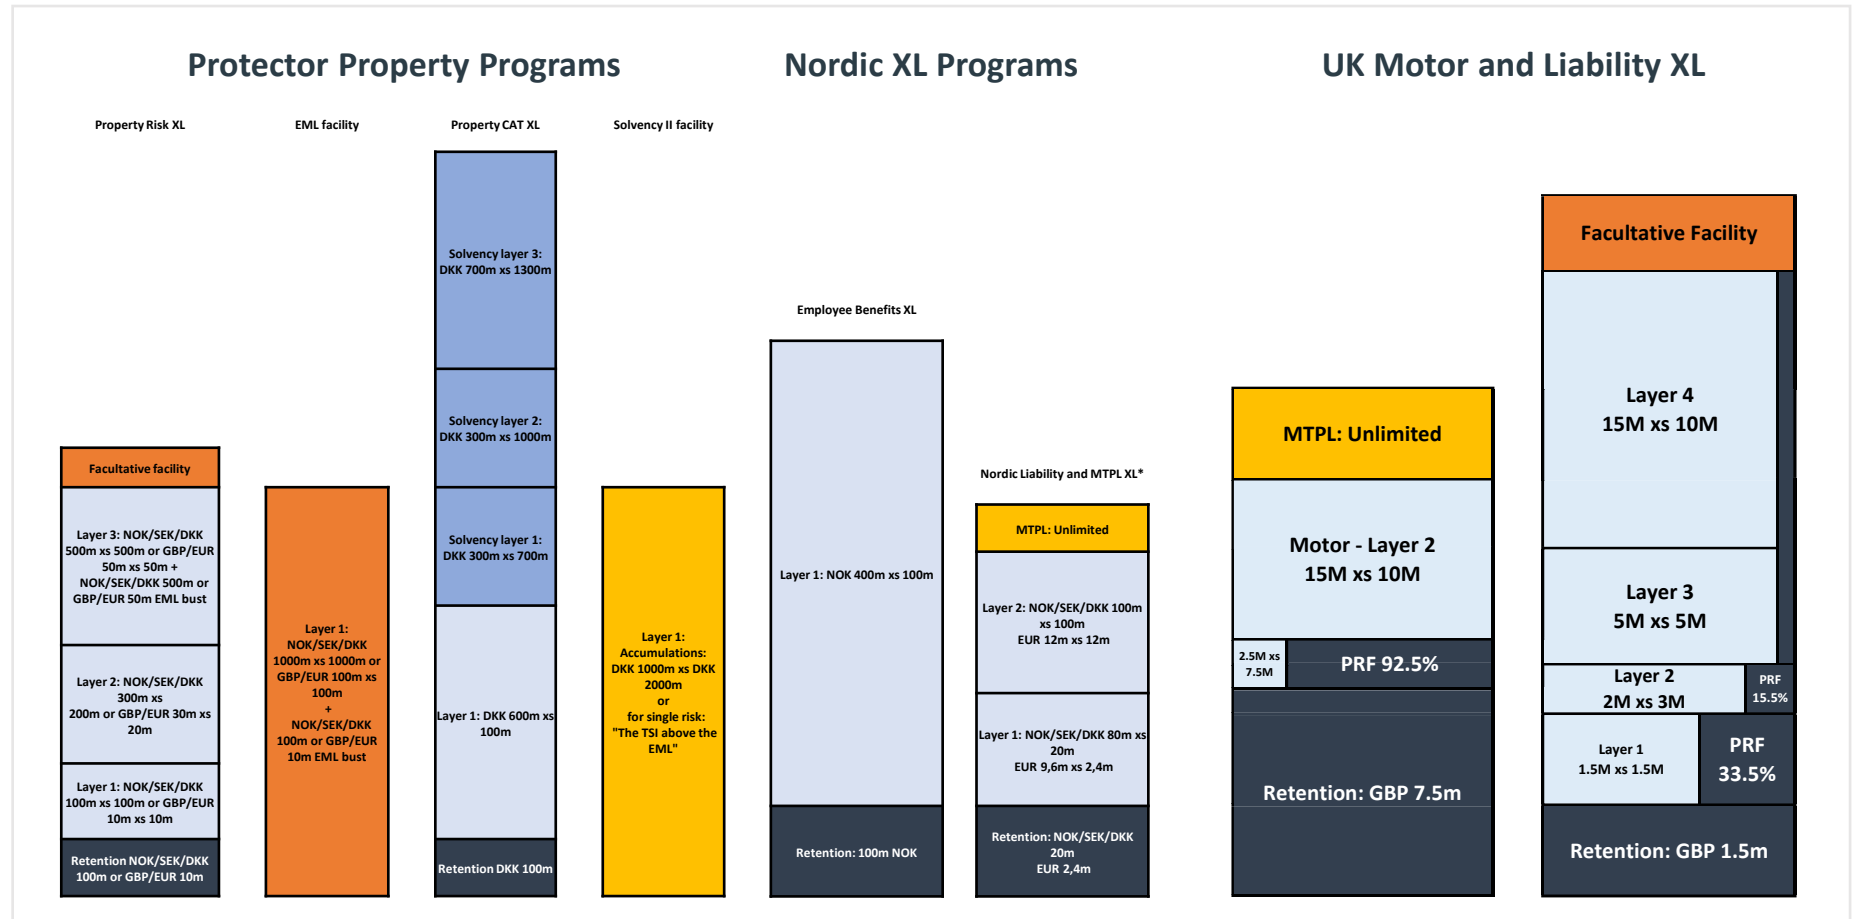 Protector Property Programs
Nordic XL Programs
UK Motor and Liability XL
Property Risk XL
EML facility
Property CAT XL
Solvency II facility
Facultative facility
Layer 3: NOK/SEK/DKK
500m xs 500m or GBP/EUR
50m xs 50m +
NOK/SEK/DKK 500m or
GBP/EUR 50m EML bust
Layer 2: NOK/SEK/DKK
300m xs
200m or GBP/EUR 30m xs
20m
Layer 1: NOK/SEK/DKK
100m xs 100m or GBP/EUR
10m xs 10m
Retention NOK/SEK/DKK
100m or GBP/EUR 10m
Layer 1:
NOK/SEK/DKK
1000m xs 1000m or
GBP/EUR 100m xs
100m
+
NOK/SEK/DKK
100m or GBP/EUR
10m EML bust
Solvency layer 3:
DKK 700m xs 1300m
Solvency layer 2:
DKK 300m xs 1000m
Solvency layer 1:
DKK 300m xs 700m
Layer 1: DKK 600m xs
100m
Retention DKK 100m
Layer 1:
Accumulations:
DKK 1000m xs DKK
2000m
or
for single risk:
"The TSI above the
EML"
Employee Benefits XL
Layer 1: NOK 400m xs 100m
Retention: 100m NOK
Nordic Liability and MTPL XL*
MTPL: Unlimited
Layer 2: NOK/SEK/DKK 100m
xs 100m
EUR 12m xs 12m
Layer 1: NOK/SEK/DKK 80m xs
20m
EUR 9,6m xs 2,4m
Retention: NOK/SEK/DKK
20m
EUR 2,4m
MTPL: Unlimited
Motor - Layer 2
15M xs 10M
2.5M xs
7.5M
PRF 92.5%
Retention: GBP 7.5m
Facultative Facility
Layer 4
15M xs 10M
Layer 3
5M xs 5M
Layer 2
2M xs 3M
PRF
15.5%
Layer 1
1.5M xs 1.5M
PRF
33.5%
Retention: GBP 1.5m